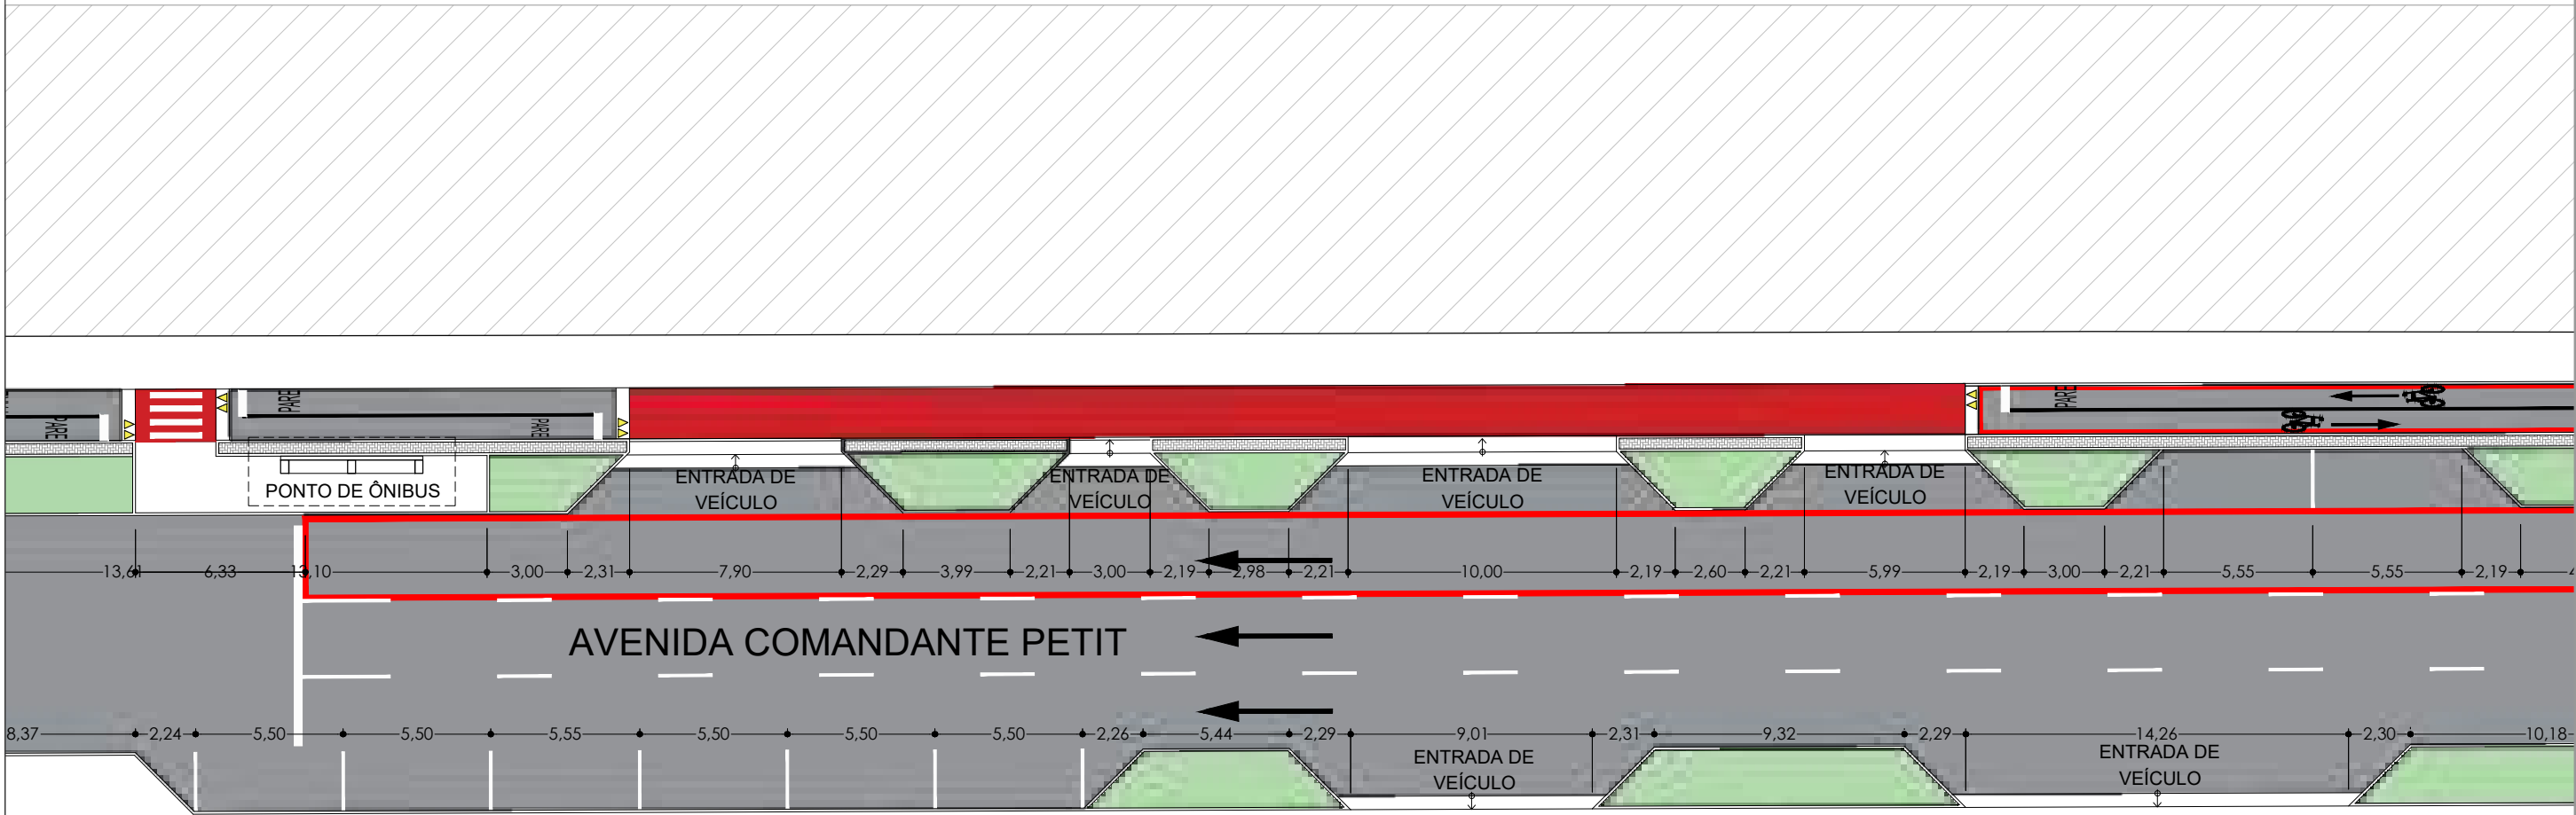 PARE
PARE
PARE
PARE
PONTO DE ÔNIBUS
ENTRADA DE
VEÍCULO
ENTRADA DE
VEÍCULO
ENTRADA DE
VEÍCULO
ENTRADA DE
VEÍCULO
13,61 6,33 13,10 3,00 2,31 7,90 2,29 3,99 2,21 3,00 2,19 2,98 2,21 10,00 2,19 2,60 2,21 5,99 2,19 3,00 2,21 5,55 5,55 2,19
AVENIDA COMANDANTE PETIT
8,37 2,24 5,50 5,50 5,55 5,50 5,50 5,50 2,26 5,44 2,29 9,01 2,31 9,32 2,29 14,26 2,30 10,18
ENTRADA DE
VEÍCULO
ENTRADA DE
VEÍCULO